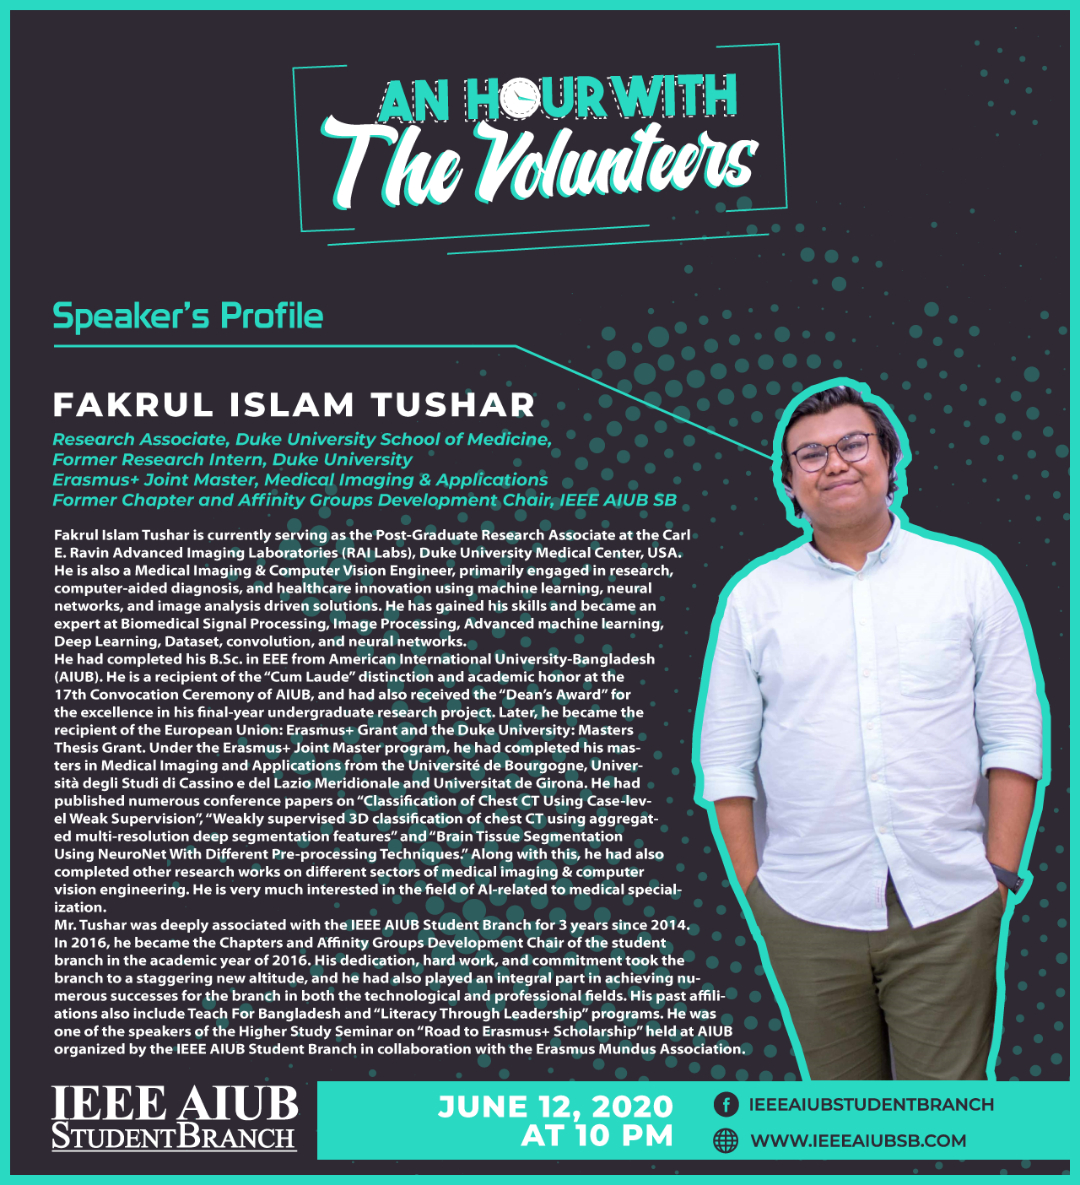 AN HOUR WITH
The Volunteers
Speaker's Profile
FAKRUL ISLAM TUSHAR
Research Associate, Duke University School of Medicine,
Former Research Intern, Duke University
Erasmus+ Joint Master, Medical Imaging & Applications
Former Chapter and Affinity Groups Development Chair, IEEE AIUB SB
Fakrul Islam Tushar is currently serving as the Post-Graduate Research Associate at the Carl
E. Ravin Advanced Imaging Laboratories (RAI Labs), Duke University Medical Center, USA.
He is also a Medical Imaging & Computer Vision Engineer, primarily engaged in research,
computer-aided diagnosis, and healthcare innovation using machine learning, neural
networks, and image analysis driven solutions. He has gained his skills and became an
expert at Biomedical Signal Processing, Image Processing, Advanced machine learning,
Deep Learning, Dataset, convolution, and neural networks.
He had completed his B.Sc. in EEE from American International University-Bangladesh
(AIUB). He is a recipient of the "Cum Laude" distinction and academic honor at the
17th Convocation Ceremony of AIUB, and had also received the "Dean's Award" for
the excellence in his final-year undergraduate research project. Later, he became the
recipient of the European Union: Erasmus+ Grant and the Duke University: Masters
Thesis Grant. Under the Erasmus+ Joint Master program, he had completed his mas-
ters in Medical Imaging and Applications from the Université de Bourgogne, Univer-
sità degli Studi di Cassino e del Lazio Meridionale and Universitat de Girona. He had
published numerous conference papers on "Classification of Chest CT Using Case-lev-
el Weak Supervision", "Weakly supervised 3D classification of chest CT using aggregat-
ed multi-resolution deep segmentation features" and "Brain Tissue Segmentation
Using NeuroNet With Different Pre-processing Techniques." Along with this, he had also
completed other research works on different sectors of medical imaging & computer
vision engineering. He is very much interested in the field of AI-related to medical special-
ization.
Mr. Tushar was deeply associated with the IEEE AIUB Student Branch for 3 years since 2014.
In 2016, he became the Chapters and Affinity Groups Development Chair of the student
branch in the academic year of 2016. His dedication, hard work, and commitment took the
branch to a staggering new altitude, and he had also played an integral part in achieving nu-
merous successes for the branch in both the technological and professional fields. His past affili-
ations also include Teach For Bangladesh and "Literacy Through Leadership" programs. He was
one of the speakers of the Higher Study Seminar on "Road to Erasmus+ Scholarship" held at AIUB
organized by the IEEE AIUB Student Branch in collaboration with the Erasmus Mundus Association.
IEEE AIUB
STUDENT BRANCH
JUNE 12, 2020
AT 10 PM
IEEEAIUBSTUDENTBRANCH
WWW.IEEEAIUBSB.COM